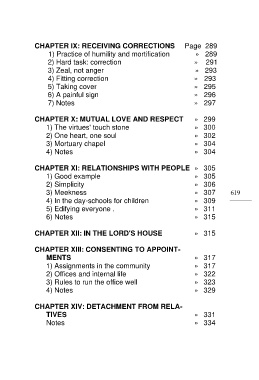 CHAPTER IX: RECEIVING CORRECTIONS Page 289
1) Practice of humility and mortification » 289
2) Hard task: correction » 291
3) Zeal, not anger » 293
4) Fitting correction » 293
5) Taking cover » 295
6) A painful sign » 296
7) Notes » 297
CHAPTER X: MUTUAL LOVE AND RESPECT » 299
1) The virtues' touch stone » 300
2) One heart, one soul » 302
3) Mortuary chapel » 304
4) Notes » 304
CHAPTER XI: RELATIONSHIPS WITH PEOPLE » 305
1) Good example » 305
2) Simplicity » 306
3) Meekness » 307
4) In the day-schools for children » 309
5) Edifying everyone . » 311
6) Notes » 315
619
CHAPTER XII: IN THE LORD'S HOUSE » 315
CHAPTER XIII: CONSENTING TO APPOINT-
MENTS » 317
1) Assignments in the community » 317
2) Offices and internal life » 322
3) Rules to run the office well » 323
4) Notes » 329
CHAPTER XIV: DETACHMENT FROM RELA-
TIVES » 331
Notes » 334